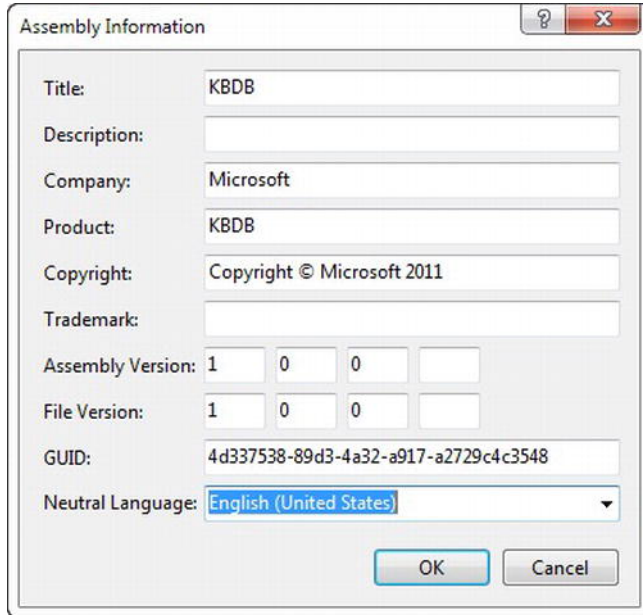 Assembly Information
Title: KBDB
Description:
Company: Microsoft
Product: KBDB
Copyright: Copyright © Microsoft 2011
Trademark:
Assembly Version: 1 0 0
File Version: 1 0 0
GUID: 4d337538-89d3-4a32-a917-a2729c4c3548
Neutral Language: English (United States)
OK Cancel